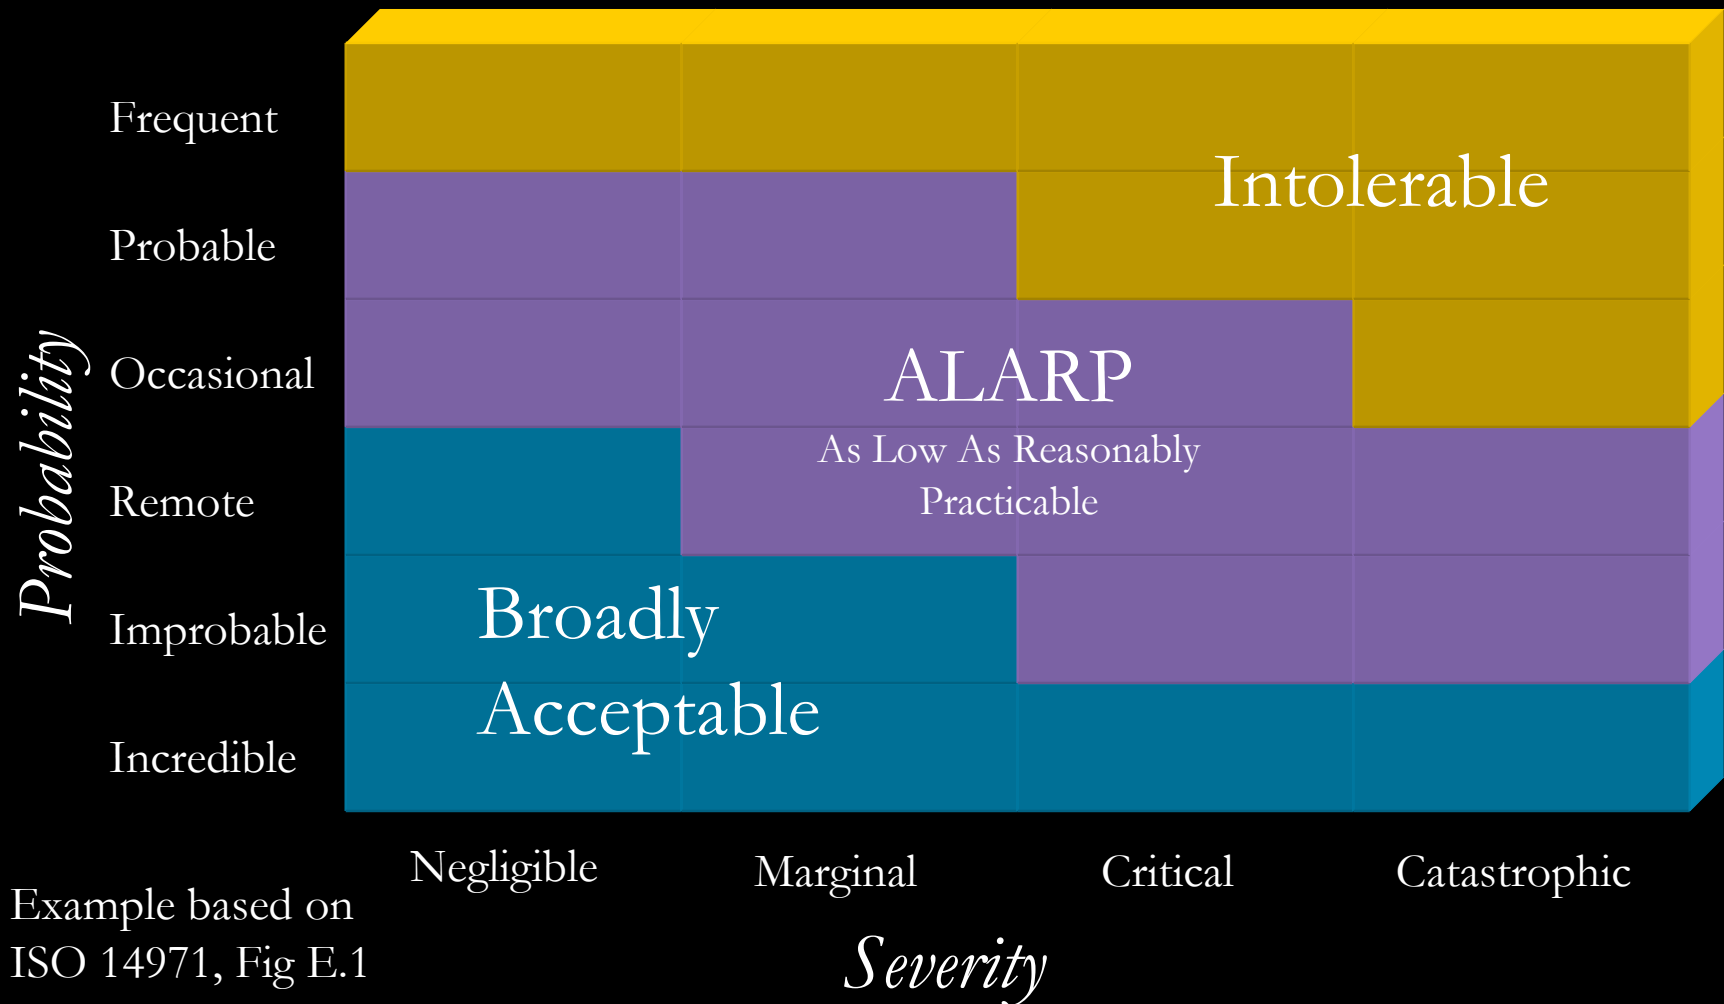 Frequent
Intolerable
Probable
Occasional
ALARP
As Low As Reasonably
Practicable
Remote
Broadly
Acceptable
Improbable
Incredible
Probability
Negligible
Marginal
Critical
Catastrophic
Severity
Example based on
ISO 14971, Fig E.1